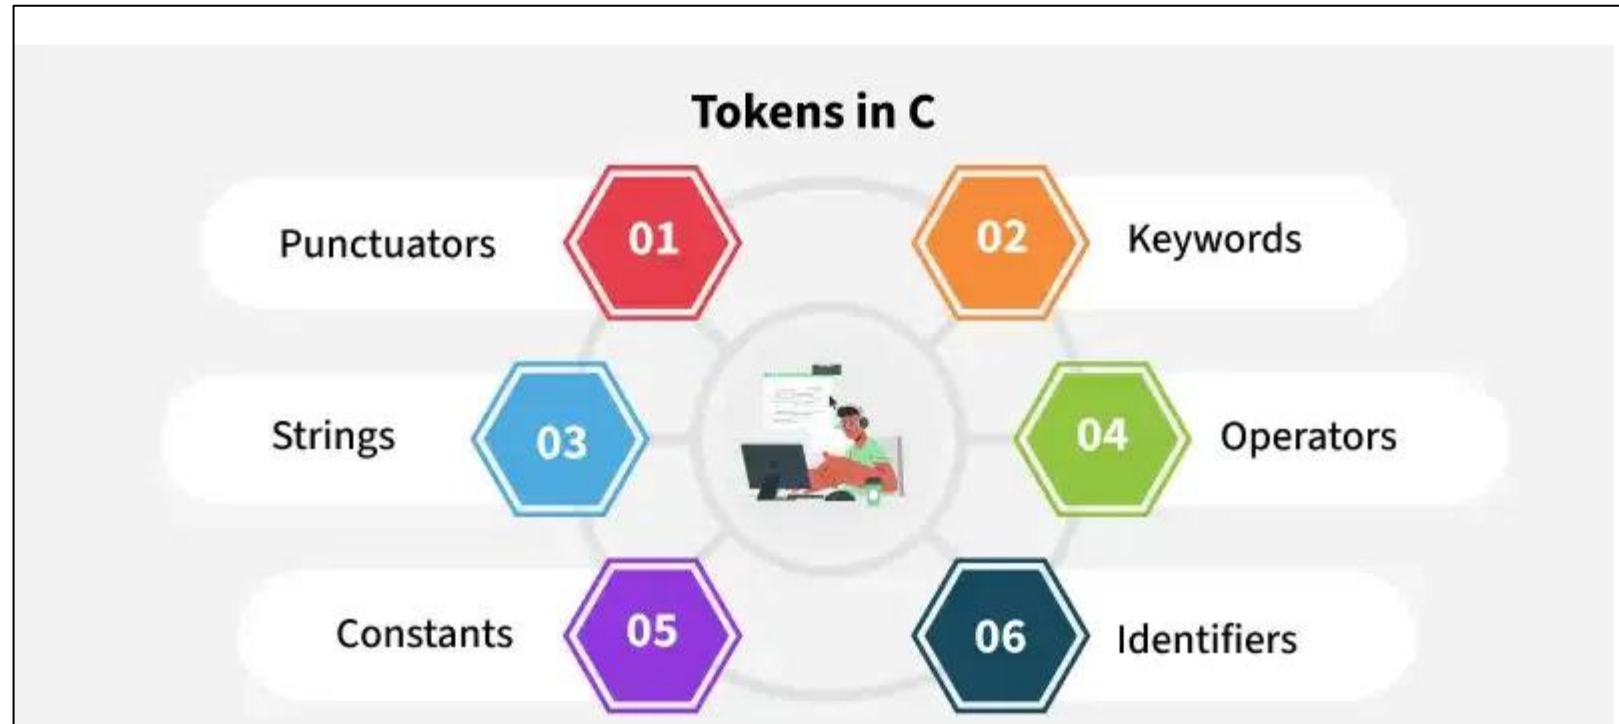 Tokens in C
Punctuators
01
02
Keywords
Strings
03
04
Operators
Constants
05
06
Identifiers